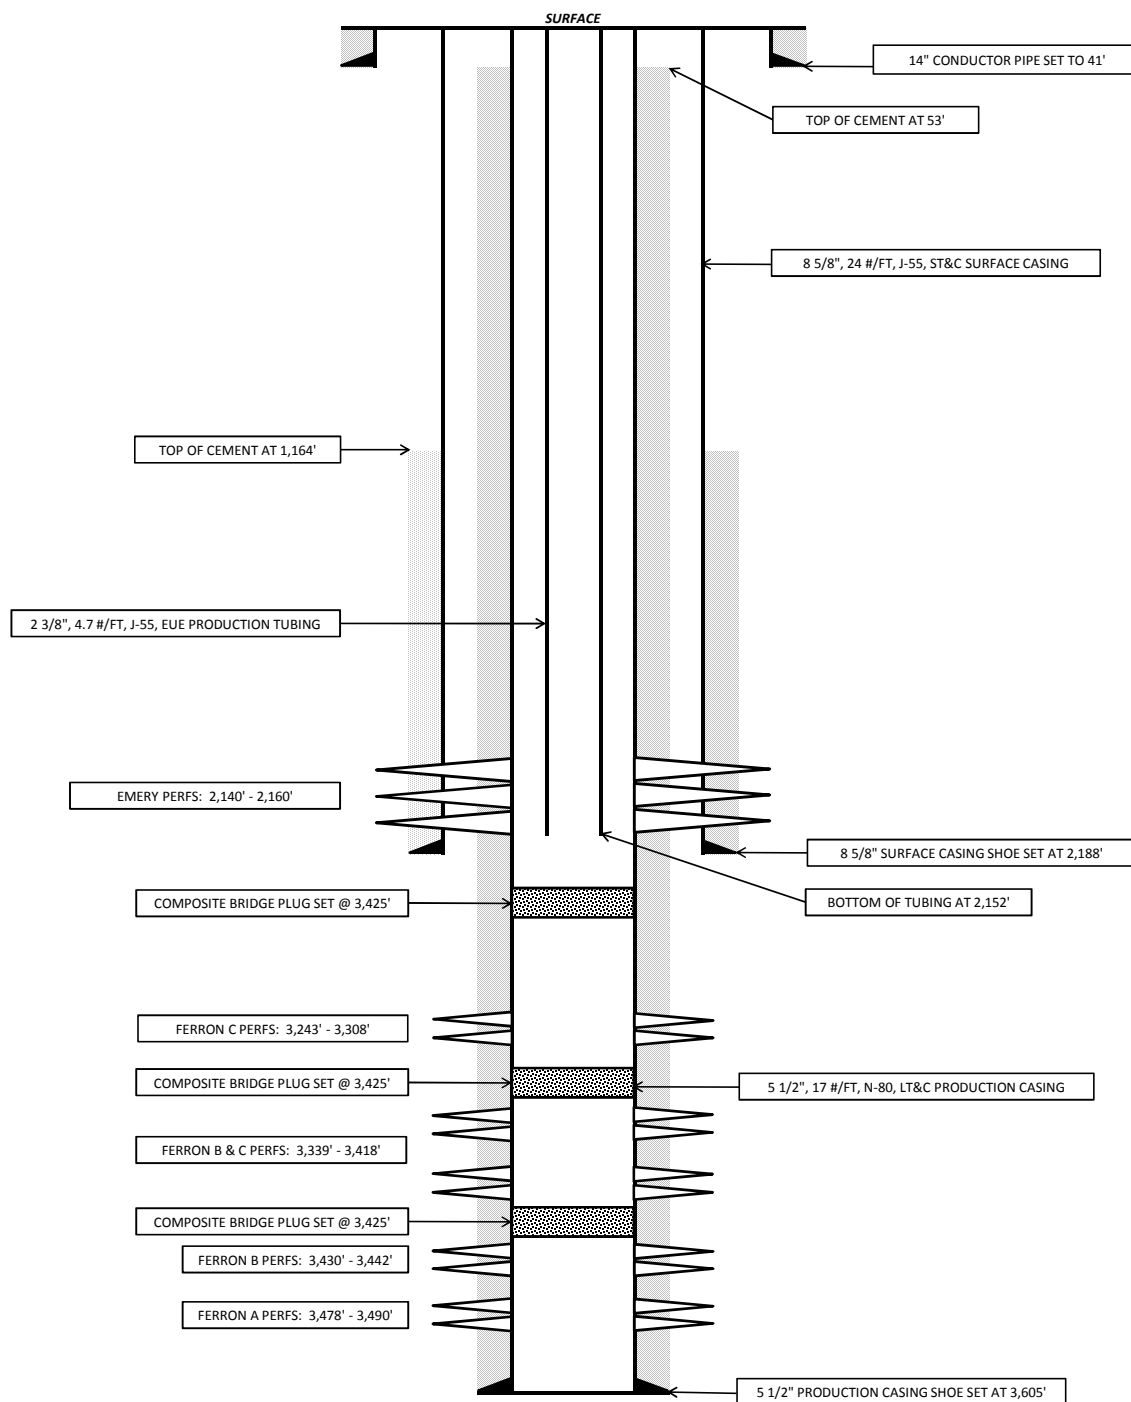 SURFACE
14" CONDUCTOR PIPE SET TO 41'
TOP OF CEMENT AT 53'
8 5/8", 24 #/FT, J-55, ST&C SURFACE CASING
TOP OF CEMENT AT 1,164'
2 3/8", 4.7 #/FT, J-55, EUE PRODUCTION TUBING
EMERY PERFS: 2,140' - 2,160'
8 5/8" SURFACE CASING SHOE SET AT 2,188'
COMPOSITE BRIDGE PLUG SET @ 3,425'
BOTTOM OF TUBING AT 2,152'
FERRON C PERFS: 3,243' - 3,308'
COMPOSITE BRIDGE PLUG SET @ 3,425'
5 1/2", 17 #/FT, N-80, LT&C PRODUCTION CASING
FERRON B & C PERFS: 3,339' - 3,418'
COMPOSITE BRIDGE PLUG SET @ 3,425'
FERRON B PERFS: 3,430' - 3,442'
FERRON A PERFS: 3,478' - 3,490'
5 1/2" PRODUCTION CASING SHOE SET AT 3,605'